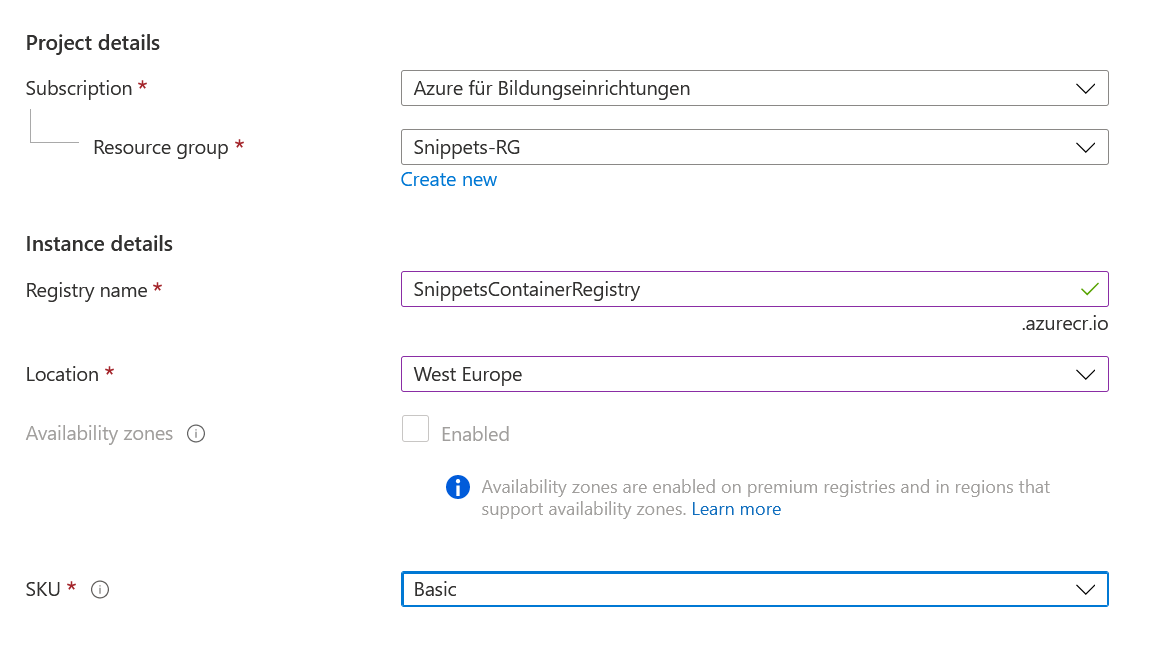 Project details
Subscription *
Azure für Bildungseinrichtungen
Resource group *
Snippets-RG
Create new
Instance details
Registry name *
SnippetsContainerRegistry
.azurecr.io
Location *
West Europe
Availability zones
Enabled
Availability zones are enabled on premium registries and in regions that
support availability zones. Learn more
SKU *
Basic